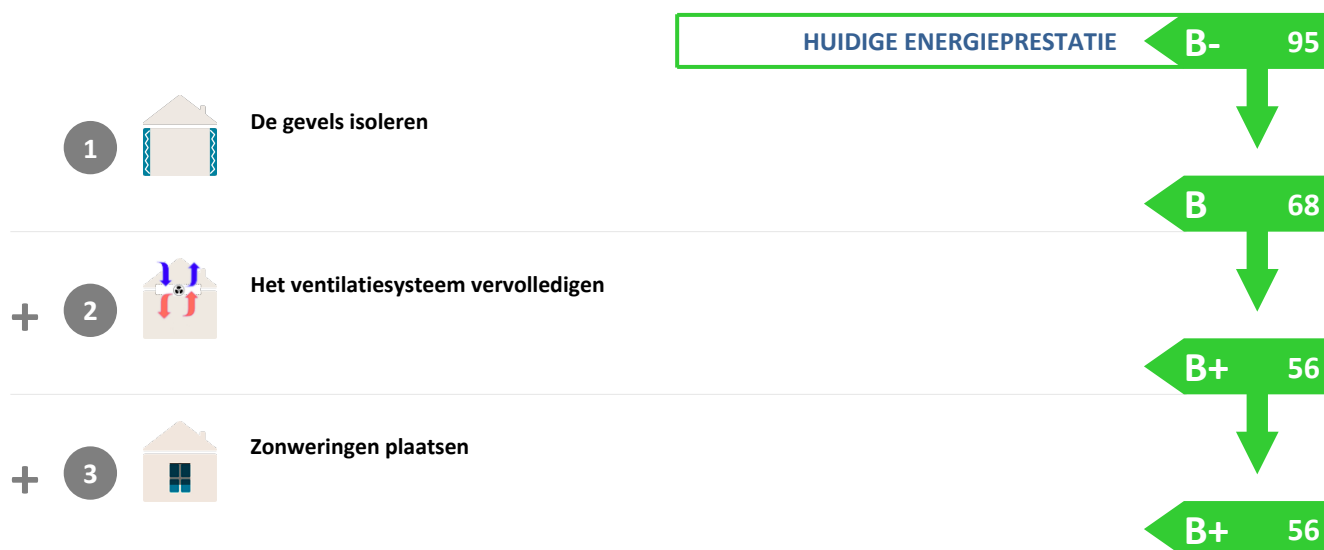 HUIDIGE ENERGIEPRESTATIE B- 95
1 De gevels isoleren
B 68
+ 2 Het ventilatiesysteem vervolledigen
B+ 56
+ 3 Zonweringen plaatsen
B+ 56